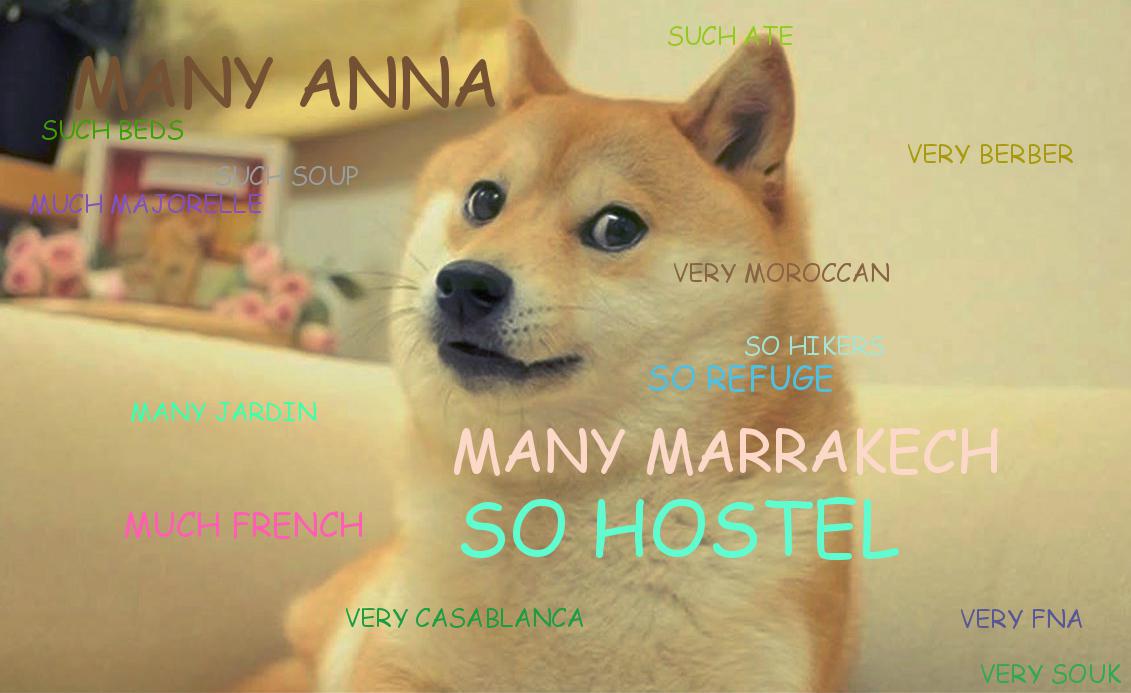 SUCH ATE
MANY ANNA
SUCH BEDS
VERY BERBER
SUCH SOUP
MUCH MAJORELLE
VERY MOROCCAN
SO HIKERS
SO REFUGE
MANY JARDIN
MANY MARRAKECH
MUCH FRENCH
SO HOSTEL
VERY CASABLANCA
VERY FNA
VERY SOUK